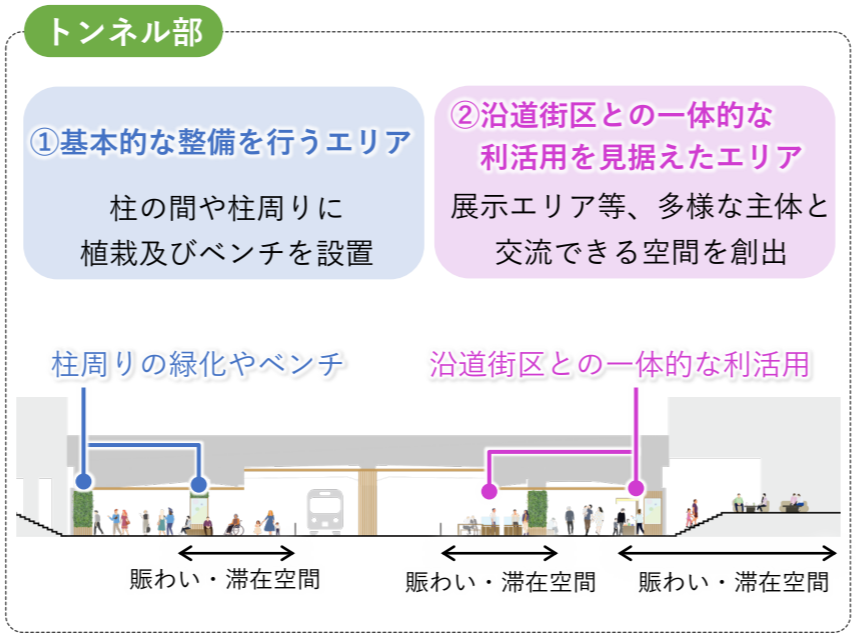 トンネル部
①基本的な整備を行うエリア
柱の間や柱周りに
植栽及びベンチを設置
②沿道街区との一体的な
利活用を見据えたエリア
展示エリア等、多様な主体と
交流できる空間を創出
柱周りの緑化やベンチ
沿道街区との一体的な利活用
賑わい・滞在空間
賑わい・滞在空間
賑わい・滞在空間